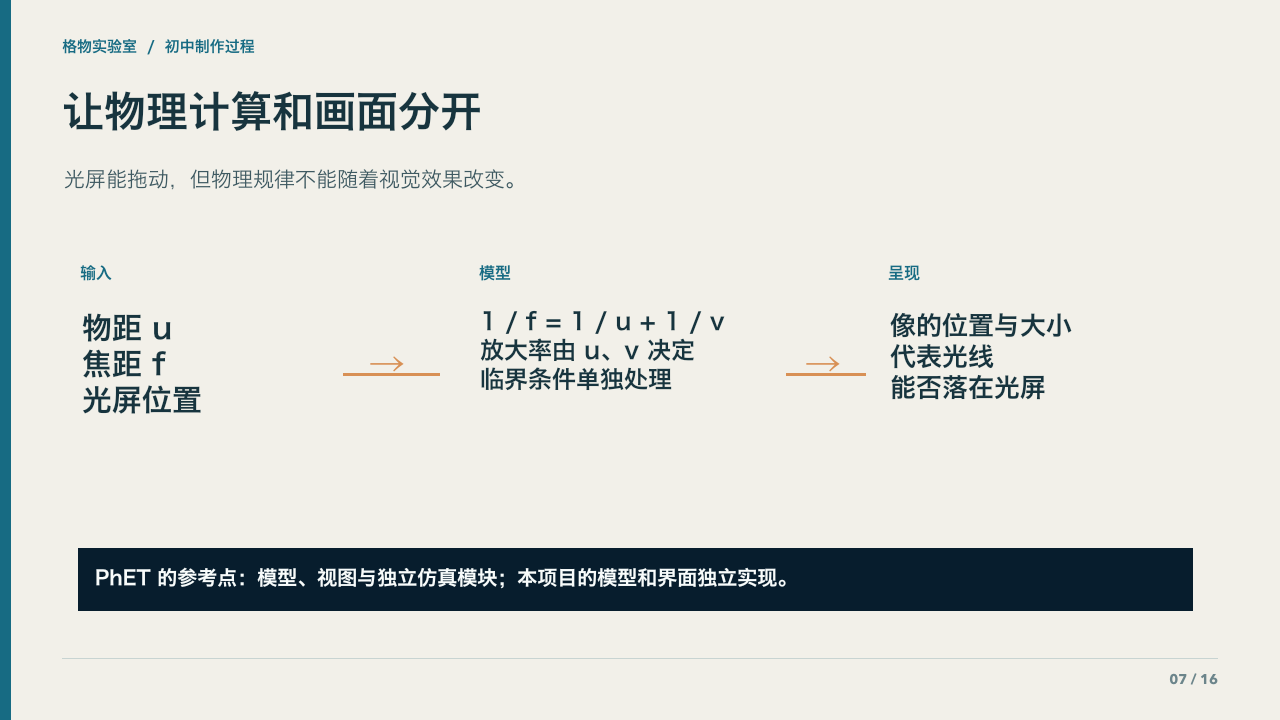 格物实验室 / 初中制作过程
让物理计算和画面分开
光屏能拖动，但物理规律不能随着视觉效果改变。
输入
物距 u
焦距 f
光屏位置
→
模型
1 / f = 1 / u + 1 / v
放大率由 u、v 决定
临界条件单独处理
→
呈现
像的位置与大小
代表光线
能否落在光屏
PhET 的参考点：模型、视图与独立仿真模块；本项目的模型和界面独立实现。
07 / 16